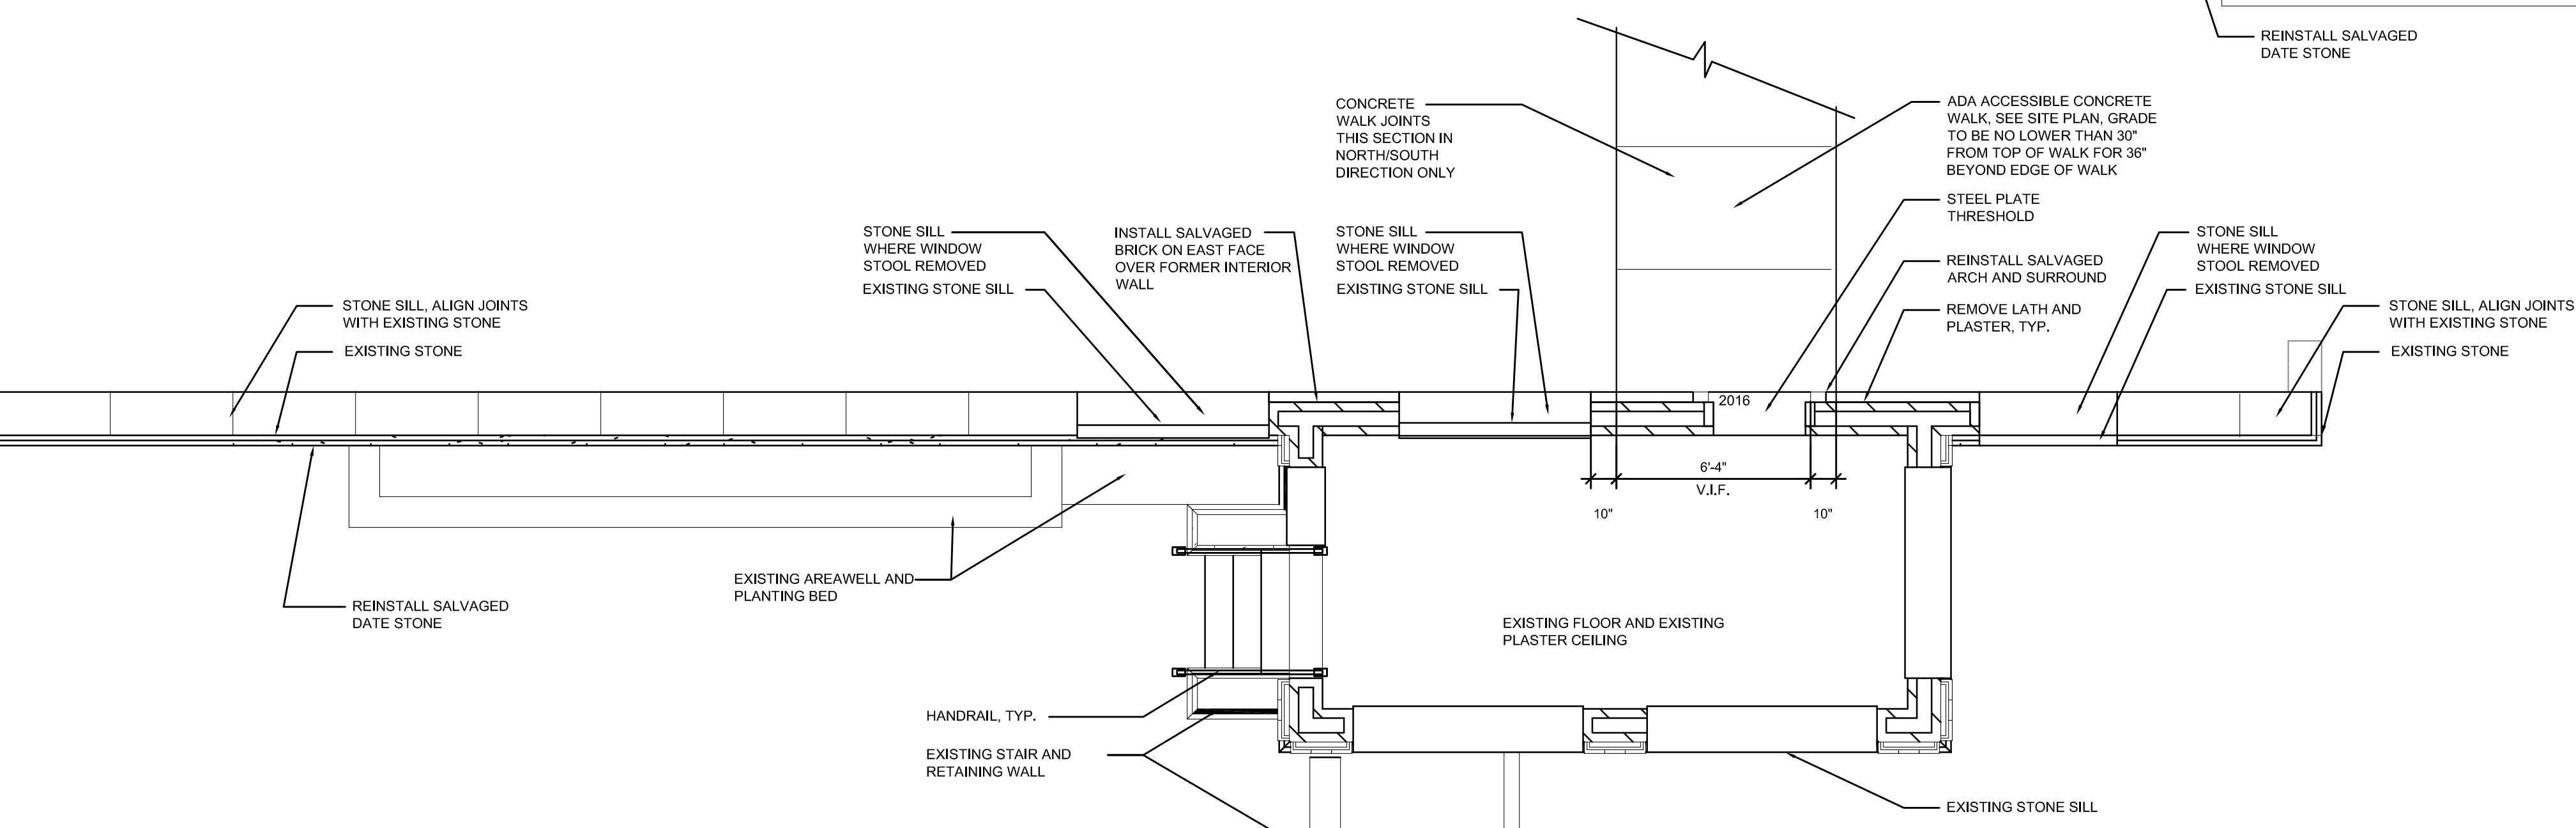 REINSTALL SALVAGED
DATE STONE
CONCRETE
WALK JOINTS
THIS SECTION IN
NORTH/SOUTH
DIRECTION ONLY
ADA ACCESSIBLE CONCRETE
WALK, SEE SITE PLAN, GRADE
TO BE NO LOWER THAN 30"
FROM TOP OF WALK FOR 36"
BEYOND EDGE OF WALK
STEEL PLATE
THRESHOLD
STONE SILL
WHERE WINDOW
STOOL REMOVED
EXISTING STONE SILL
INSTALL SALVAGED
BRICK ON EAST FACE
OVER FORMER INTERIOR
WALL
STONE SILL
WHERE WINDOW
STOOL REMOVED
EXISTING STONE SILL
REINSTALL SALVAGED
ARCH AND SURROUND
REMOVE LATH AND
PLASTER, TYP.
STONE SILL
WHERE WINDOW
STOOL REMOVED
EXISTING STONE SILL
STONE SILL, ALIGN JOINTS
WITH EXISTING STONE
EXISTING STONE
STONE SILL, ALIGN JOINTS
WITH EXISTING STONE
EXISTING STONE
2016
6'-4"
V.I.F.
10"
10"
EXISTING AREAWELL AND
PLANTING BED
REINSTALL SALVAGED
DATE STONE
EXISTING FLOOR AND EXISTING
PLASTER CEILING
HANDRAIL, TYP.
EXISTING STAIR AND
RETAINING WALL
EXISTING STONE SILL